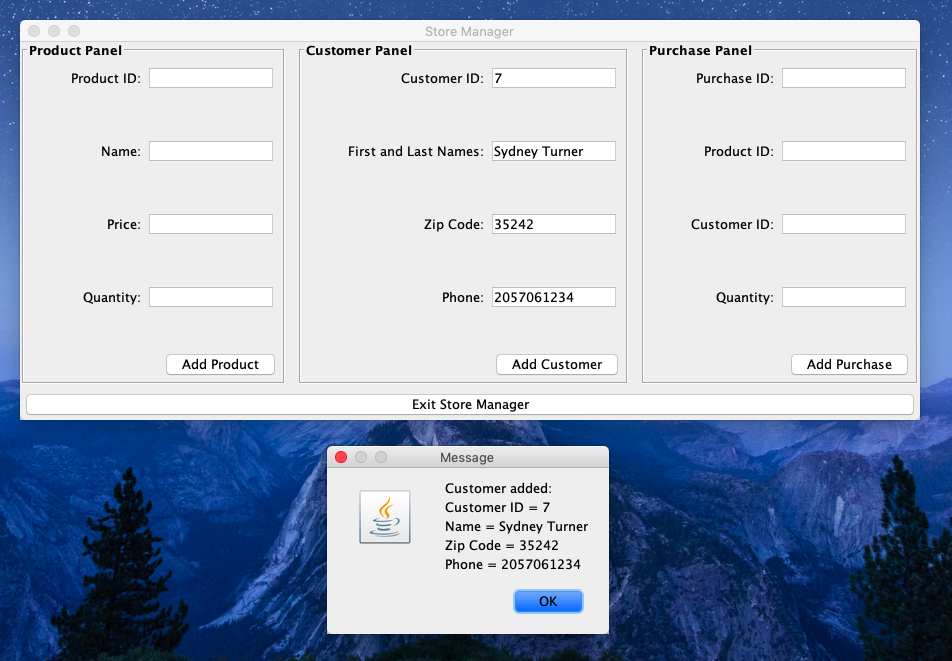 Store Manager
Product Panel
Product ID:
Name:
Price:
Quantity:
Add Product
Customer Panel
Customer ID: 7
First and Last Names: Sydney Turner
Zip Code: 35242
Phone: 2057061234
Add Customer
Purchase Panel
Purchase ID:
Product ID:
Customer ID:
Quantity:
Add Purchase
Exit Store Manager
Message
Customer added:
Customer ID = 7
Name = Sydney Turner
Zip Code = 35242
Phone = 2057061234
OK